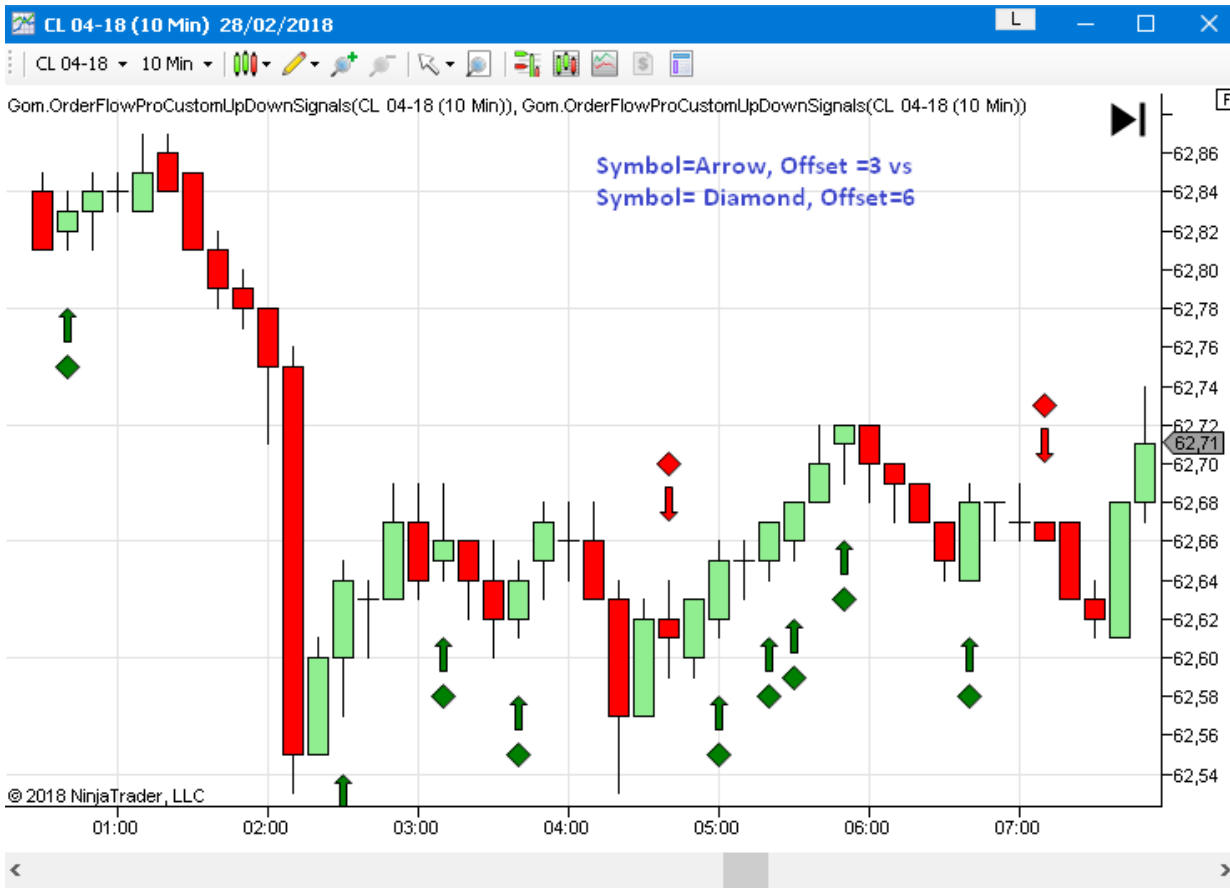 CL 04-18 (10 Min) 28/02/2018
L
CL 04-18 10 Min
$
Gom.OrderFlowProCustomUpDownSignals(CL 04-18 (10 Min)), Gom.OrderFlowProCustomUpDownSignals(CL 04-18 (10 Min))
F
Symbol=Arrow, Offset =3 vs
Symbol= Diamond, Offset=6
62,86
62,84
62,82
62,80
62,78
62,76
62,74
62,72
62,71
62,70
62,68
62,66
62,64
62,62
62,60
62,58
62,56
62,54
© 2018 NinjaTrader, LLC
01:00 02:00 03:00 04:00 05:00 06:00 07:00